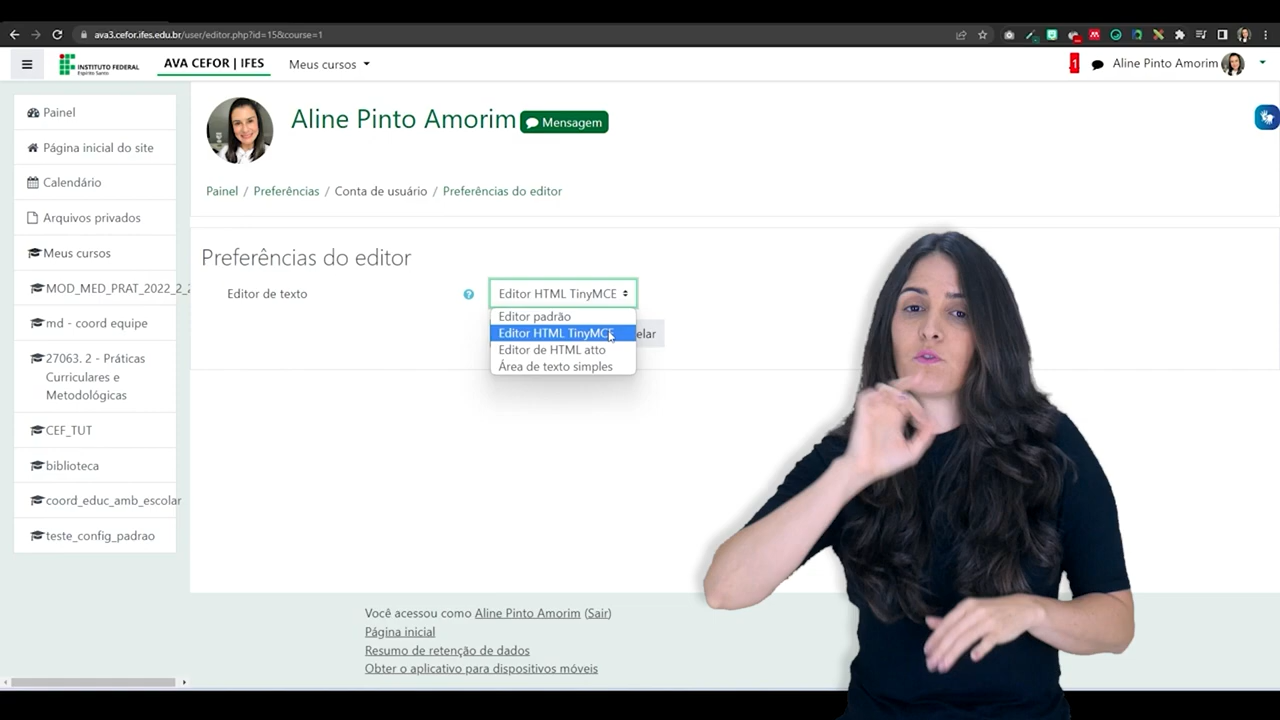 ava3.cefor.ifes.edu.br/user/editor.php?id=15&course=1
INSTITUTO FEDERAL
Espírito Santo
AVA CEFOR | IFES
Meus cursos
1
Aline Pinto Amorim
Painel
Página inicial do site
Calendário
Arquivos privados
Meus cursos
MOD_MED_PRAT_2022_2_2
md - coord equipe
27063. 2 - Práticas
Curriculares e
Metodológicas
CEF_TUT
biblioteca
coord_educ_amb_escolar
teste_config_padrao
Aline Pinto Amorim
Mensagem
Painel / Preferências / Conta de usuário / Preferências do editor
Preferências do editor
Editor de texto
Editor HTML TinyMCE
Editor padrão
Editor HTML TinyMCE
Editor de HTML atto
Área de texto simples
elar
Você acessou como Aline Pinto Amorim (Sair)
Página inicial
Resumo de retenção de dados
Obter o aplicativo para dispositivos móveis